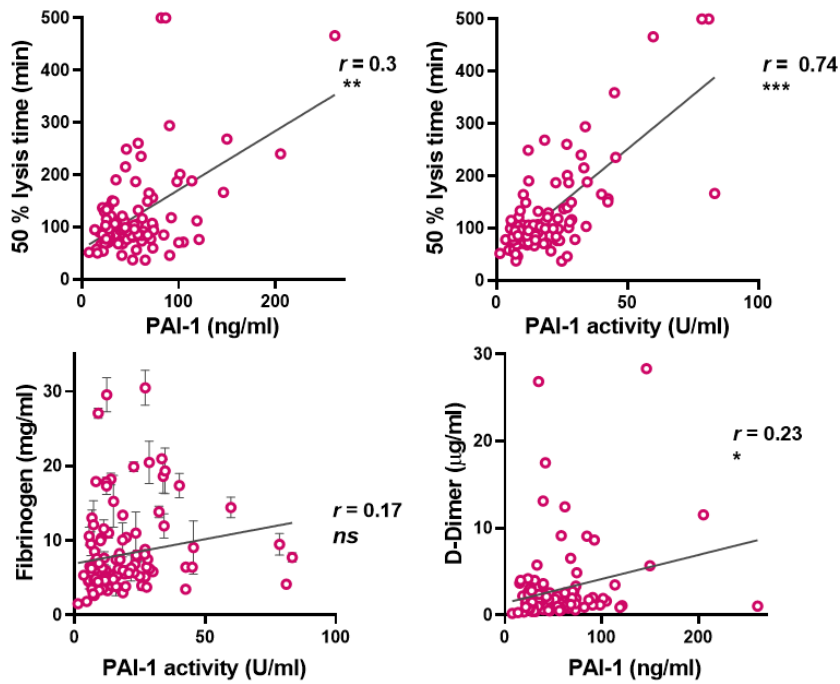 500
400
300
200
100
0
50 % lysis time (min)
r = 0.3
**
0
100
200
PAI-1 (ng/ml)
500
400
300
200
100
0
50 % lysis time (min)
r = 0.74
***
0
50
100
PAI-1 activity (U/ml)
30
20
10
0
Fibrinogen (mg/ml)
r = 0.17
ns
0
50
100
PAI-1 activity (U/ml)
30
20
10
0
D-Dimer (µg/ml)
r = 0.23
*
0
100
200
PAI-1 (ng/ml)